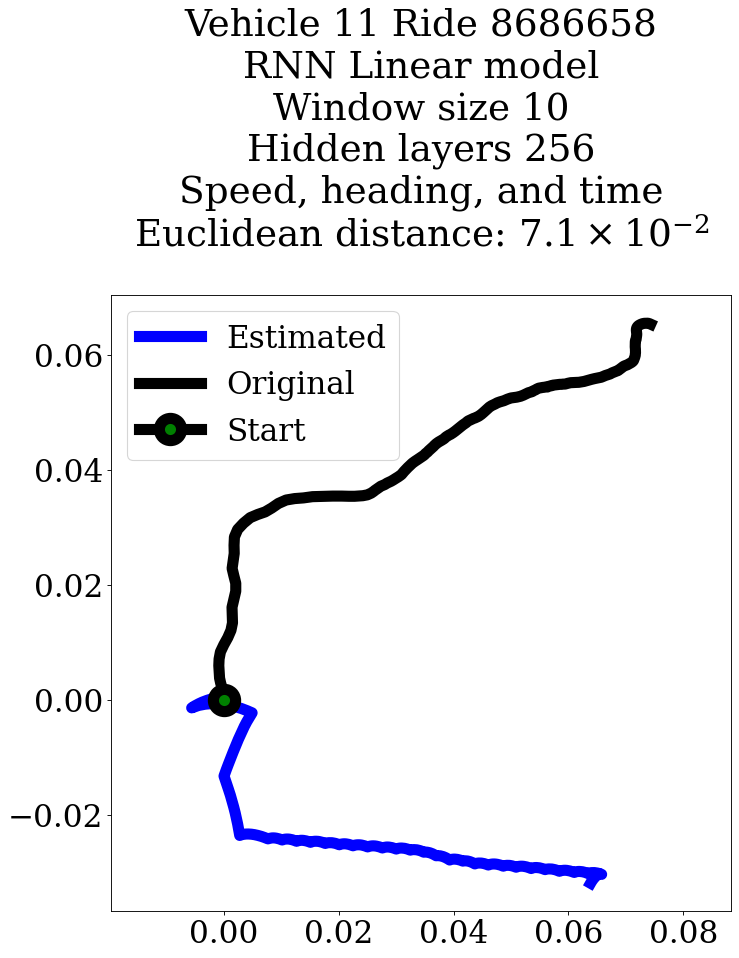 Vehicle 11 Ride 8686658
RNN Linear model
Window size 10
Hidden layers 256
Speed, heading, and time
Euclidean distance: 7.1 × 10⁻²
Estimated
Original
Start
0.06
0.04
0.02
0.00
−0.02
0.00 0.02 0.04 0.06 0.08